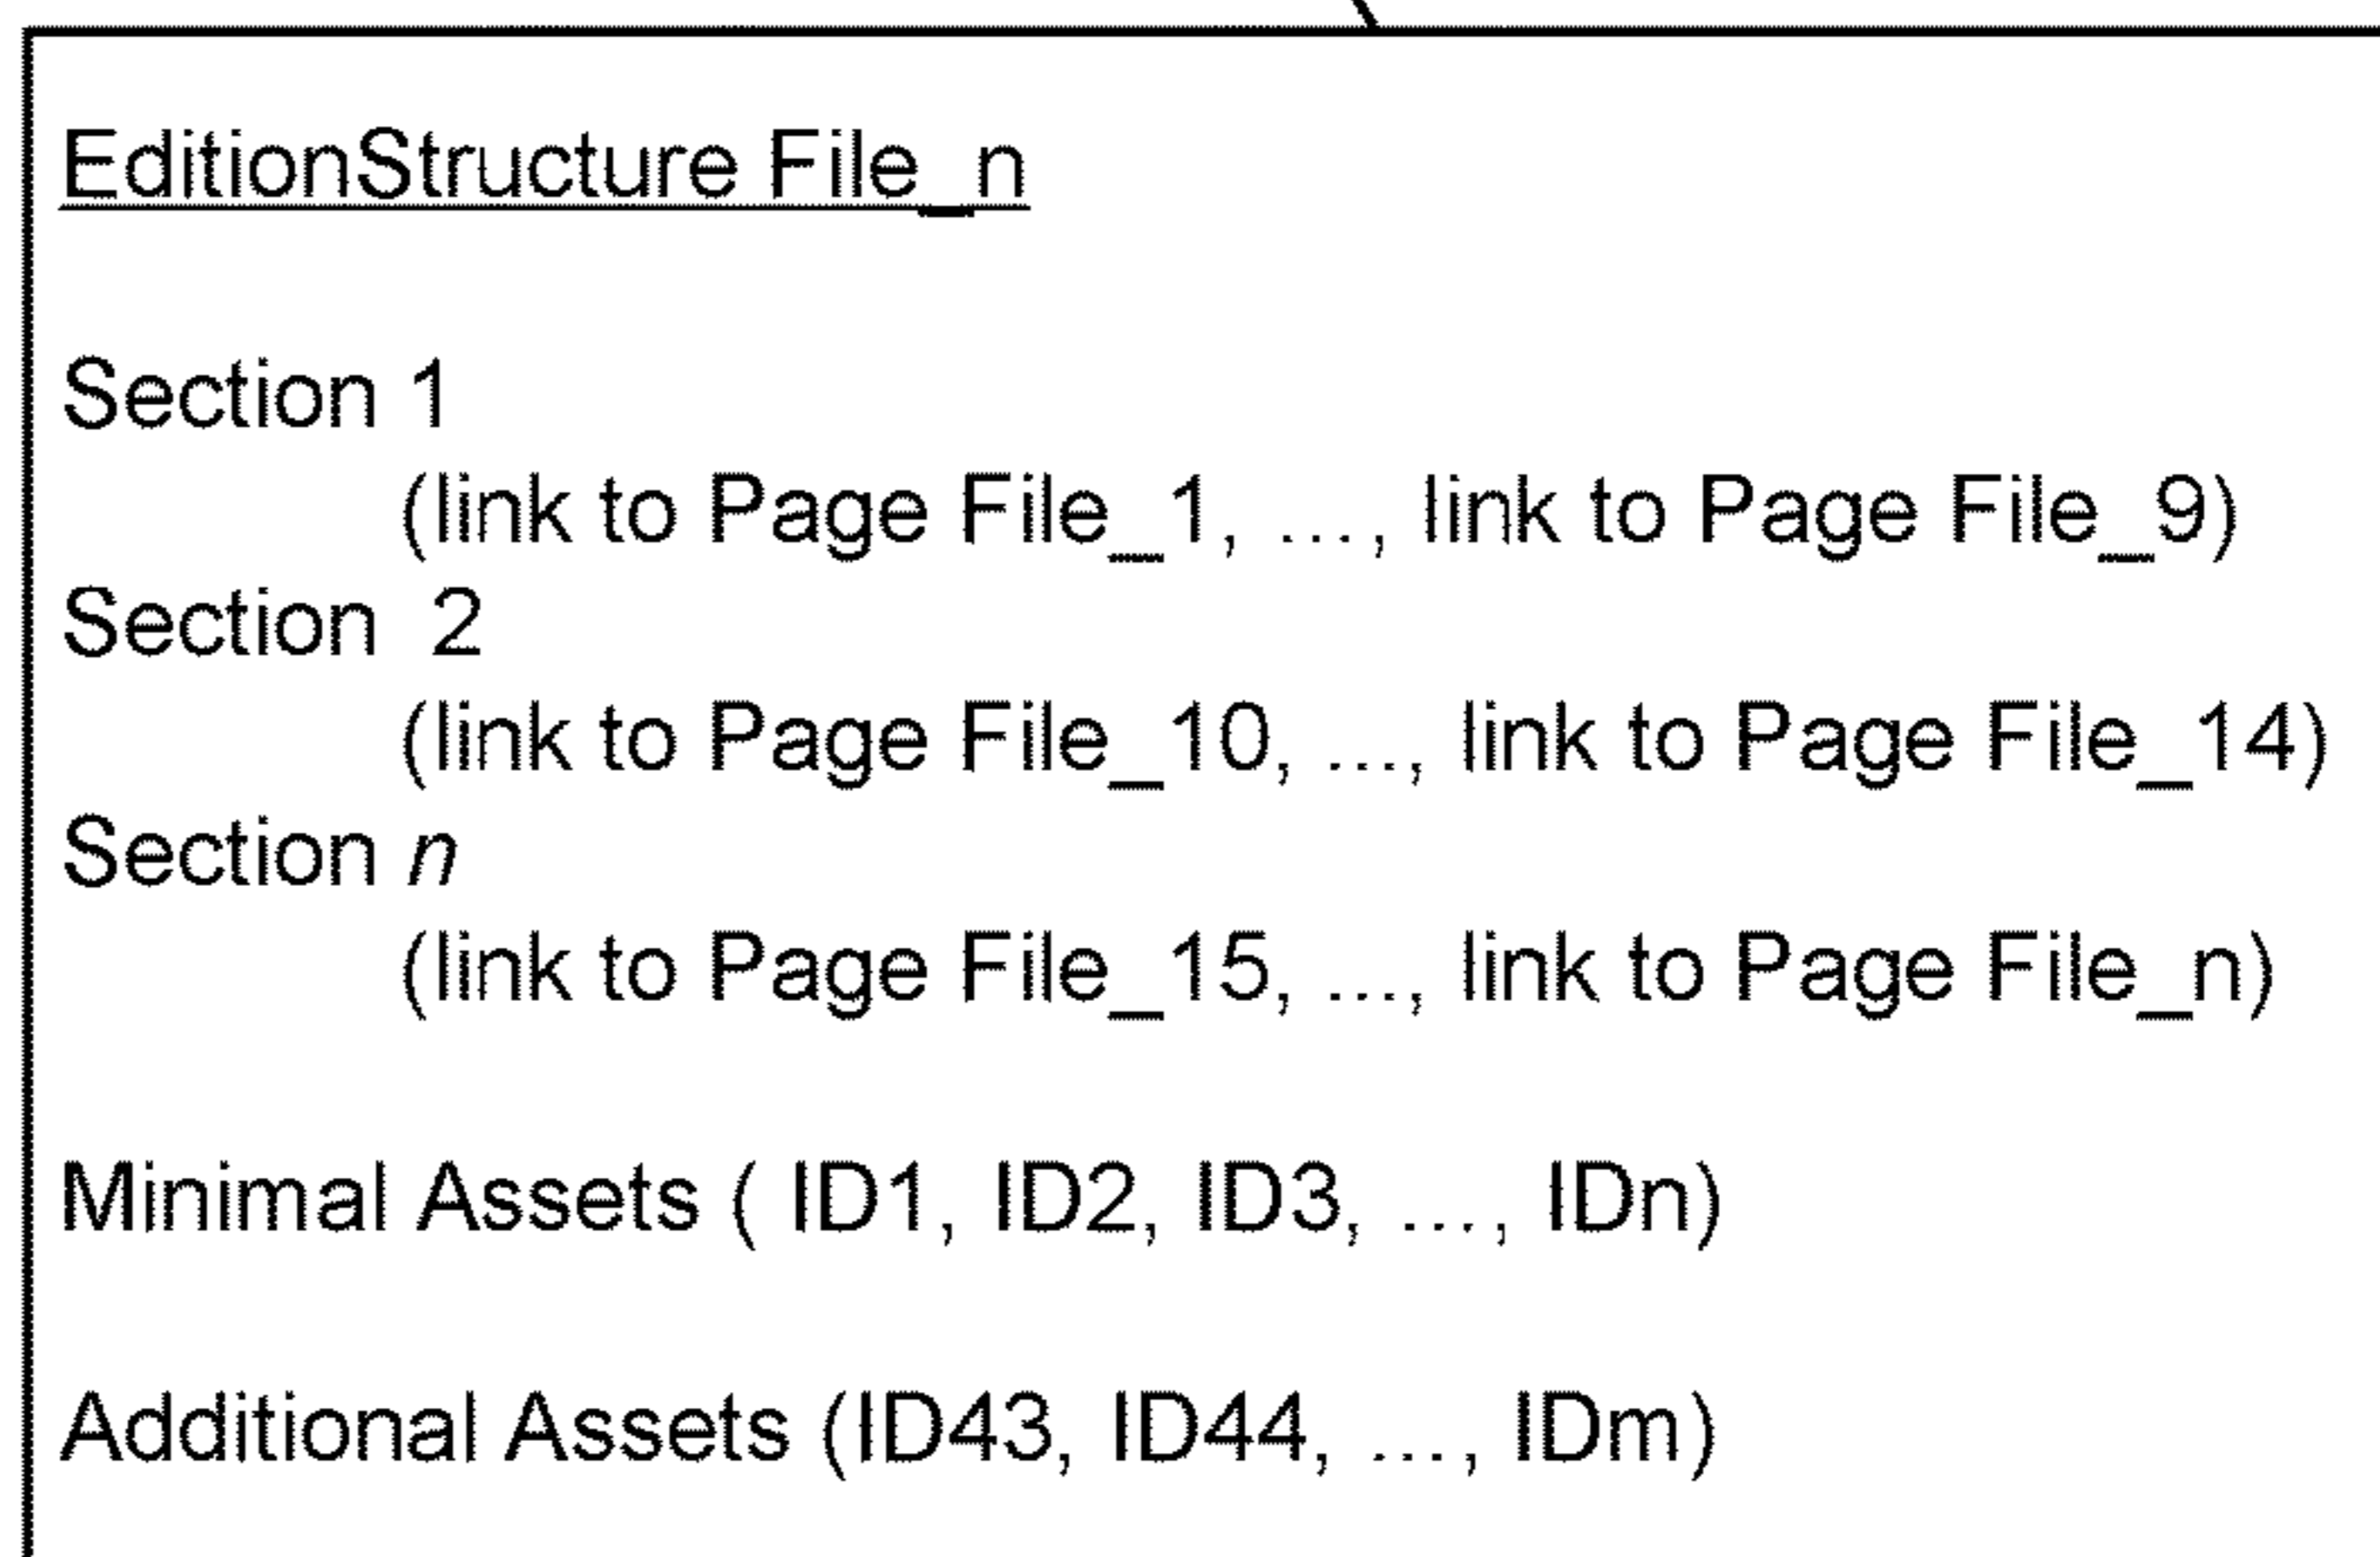 EditionStructure File_n
Section 1
(link to Page File_1, ..., link to Page File_9)
Section 2
(link to Page File_10, ..., link to Page File_14)
Section n
(link to Page File_15, ..., link to Page File_n)
Minimal Assets ( ID1, ID2, ID3, ..., IDn)
Additional Assets (ID43, ID44, ..., IDm)